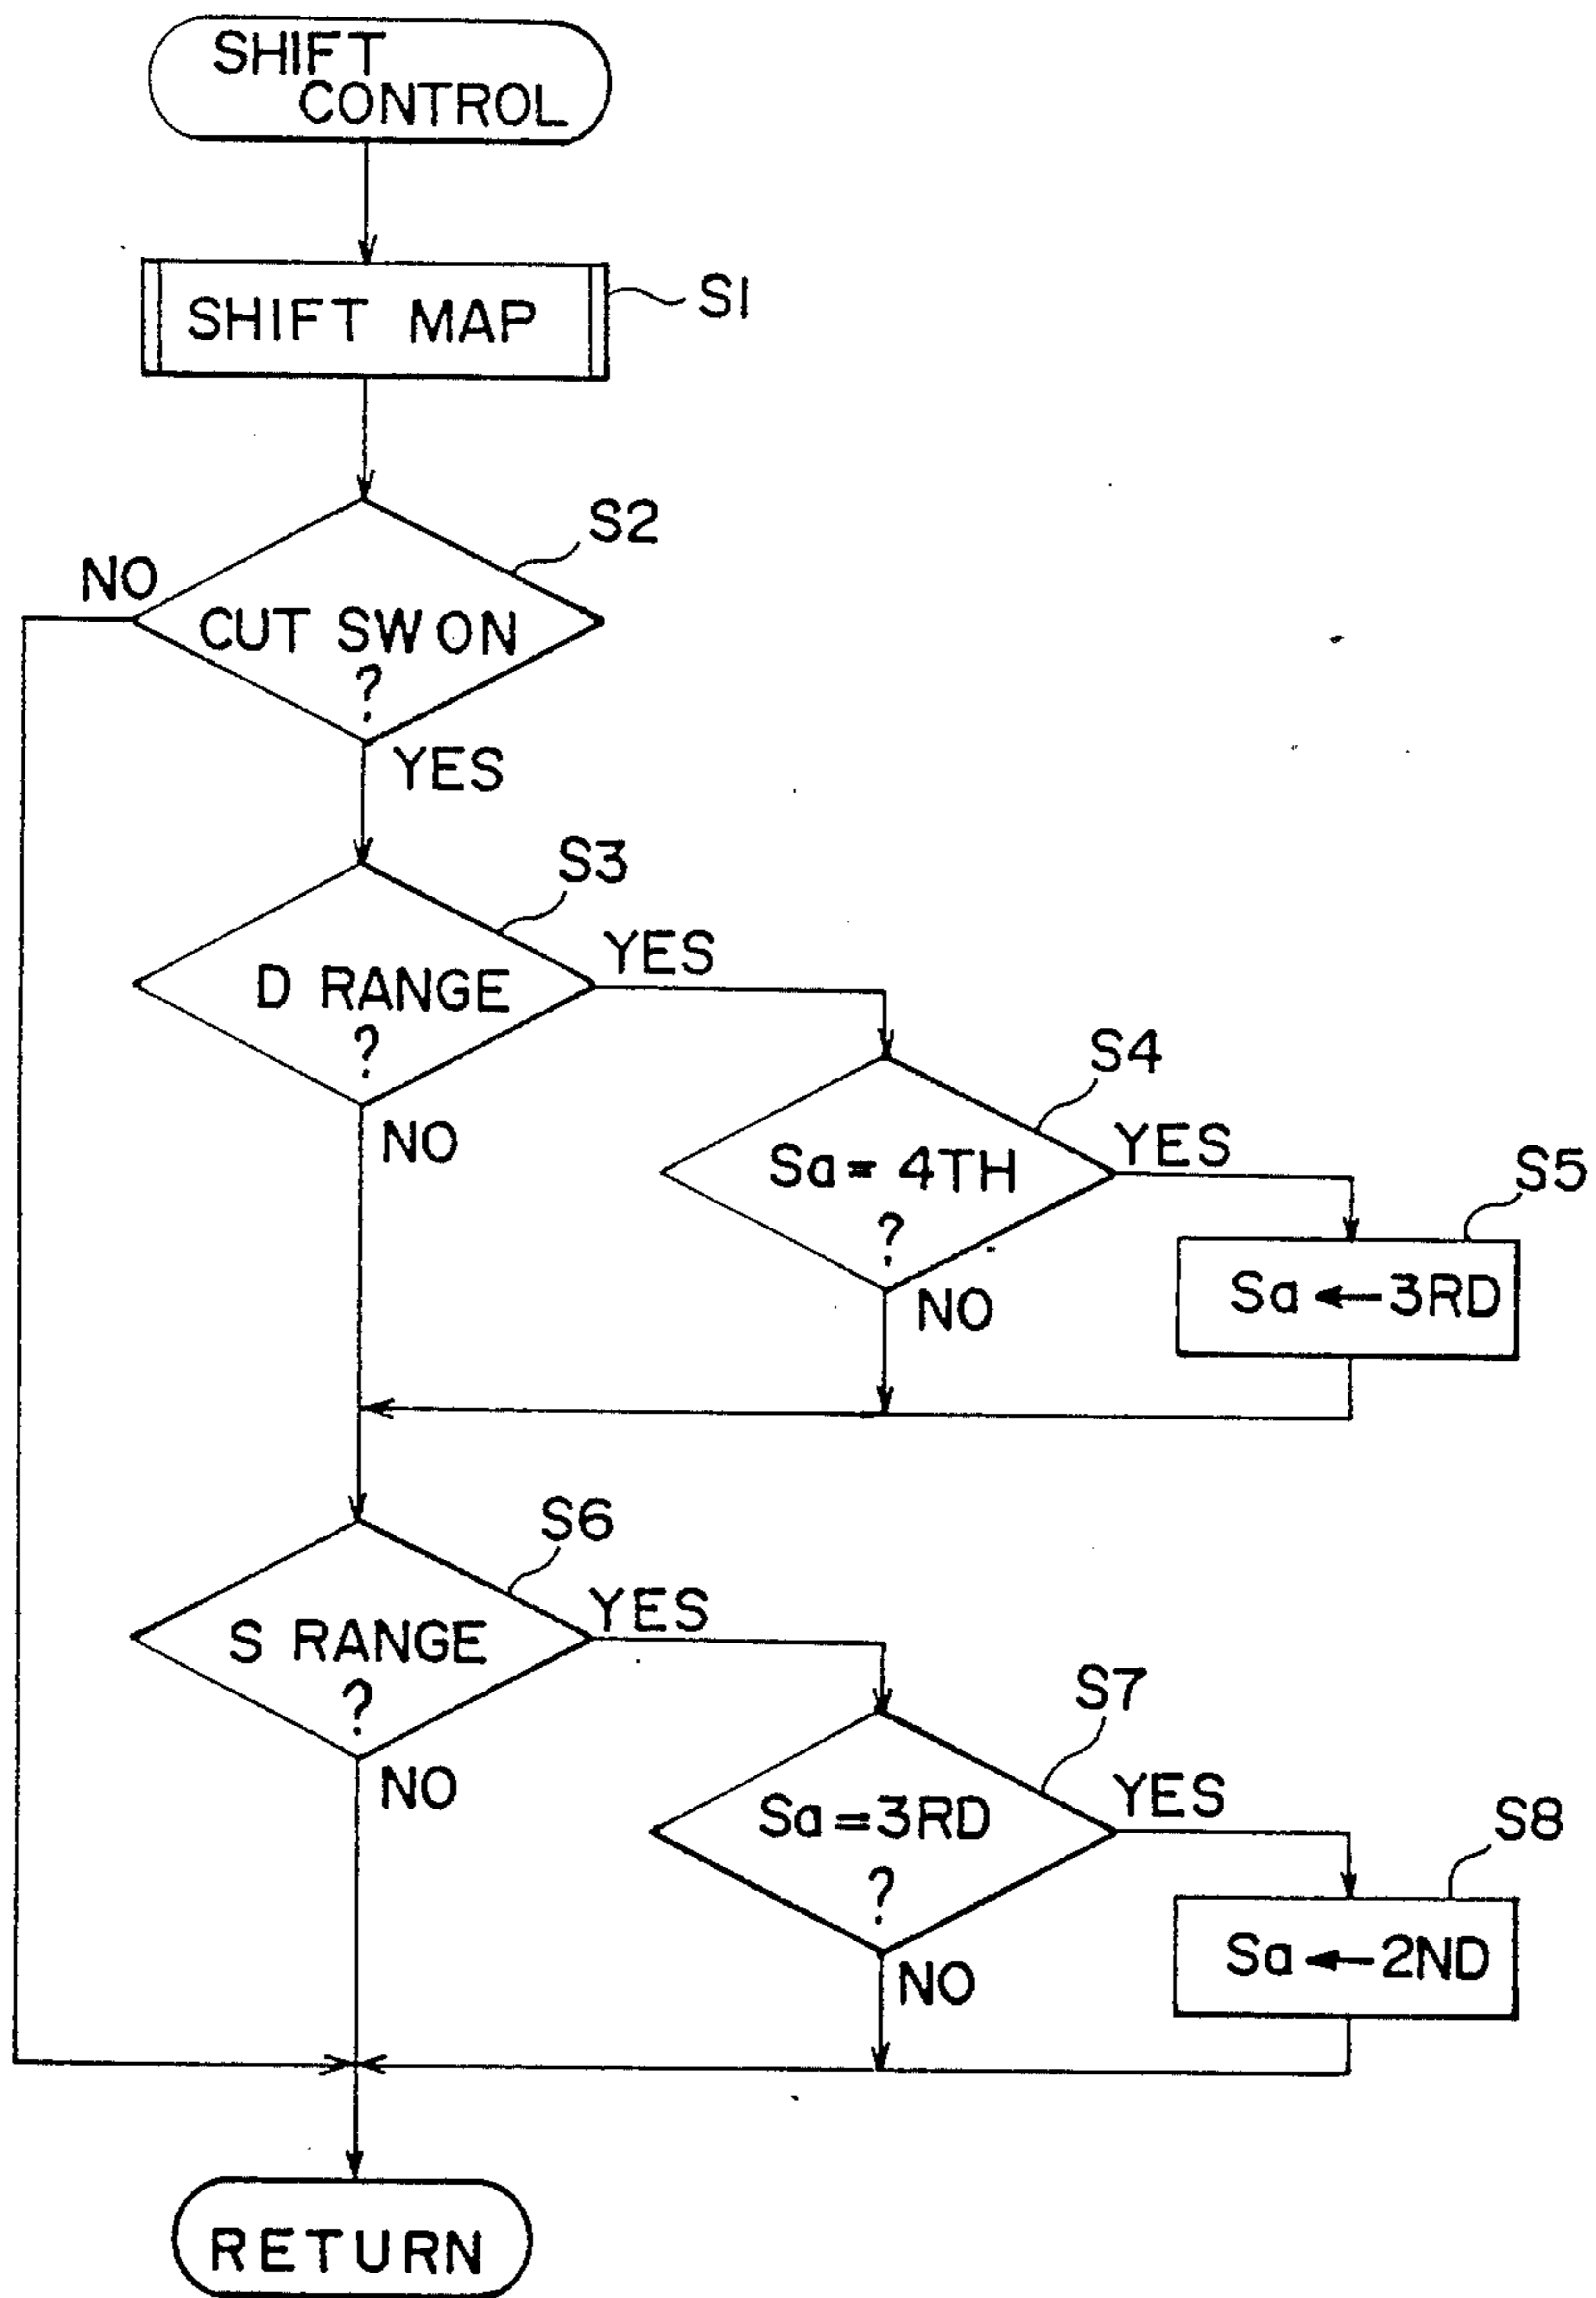 SHIFT
CONTROL
SHIFT MAP
S1
S2
NO
CUT SW ON
?
YES
S3
D RANGE
?
YES
NO
S4
Sa = 4TH
?
YES
NO
S5
Sa ← 3RD
S6
S RANGE
?
YES
NO
S7
Sa = 3RD
?
YES
NO
S8
Sa ← 2ND
RETURN